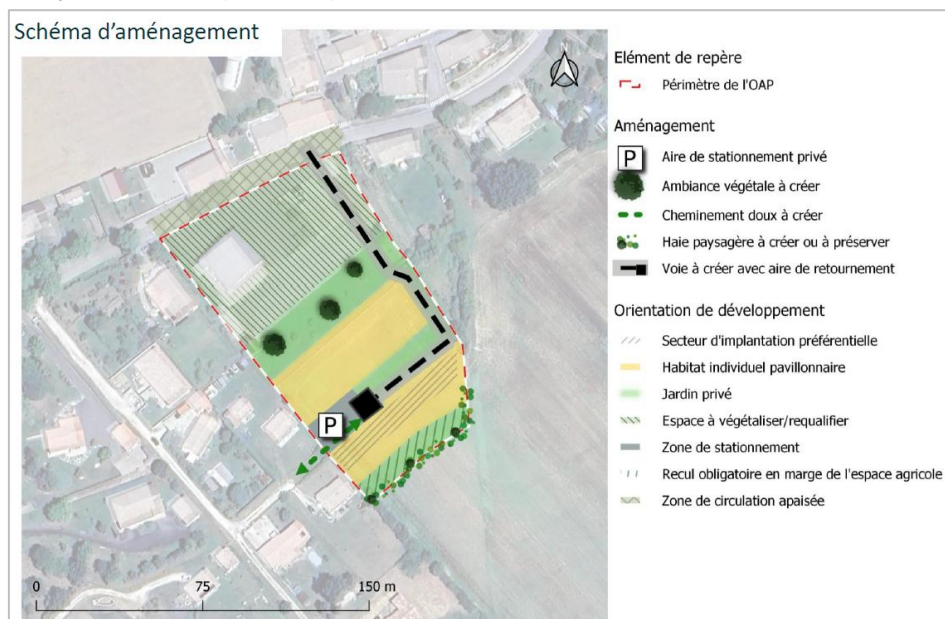 Schéma d’aménagement
Elément de repère
Périmètre de l'OAP
Aménagement
P
Aire de stationnement privé
Ambiance végétale à créer
Cheminement doux à créer
Haie paysagère à créer ou à préserver
Voie à créer avec aire de retournement
Orientation de développement
Secteur d'implantation préférentielle
Habitat individuel pavillonnaire
Jardin privé
Espace à végétaliser/requalifier
Zone de stationnement
Recul obligatoire en marge de l'espace agricole
Zone de circulation apaisée
P
0 75 150 m